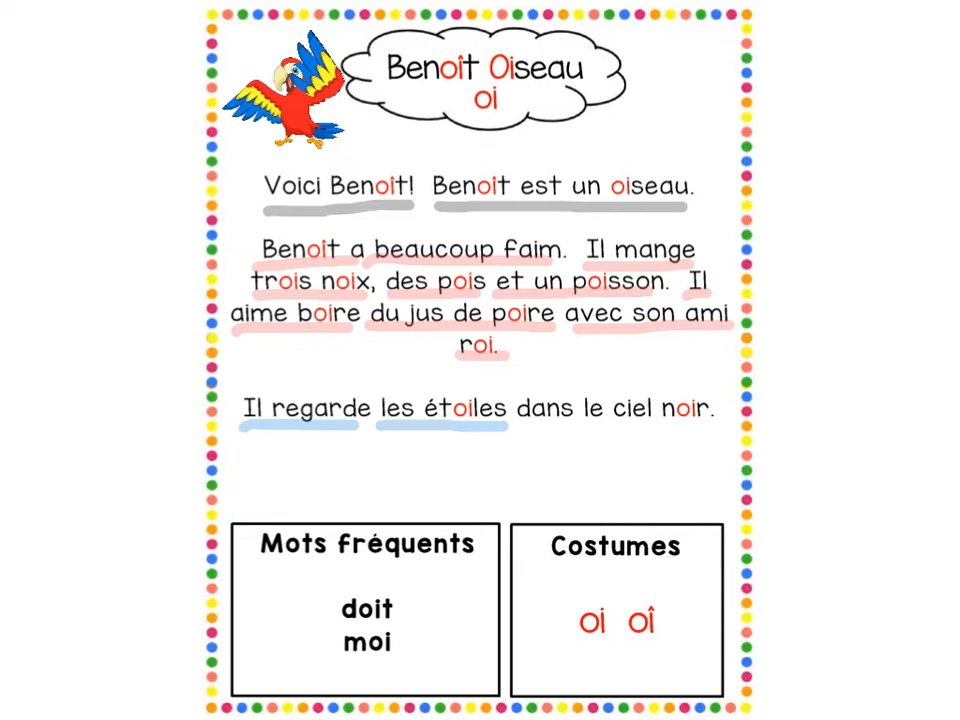 Benoît Oiseau
oi
Voici Benoît! Benoît est un oiseau.
Benoît a beaucoup faim. Il mange
trois noix, des pois et un poisson. Il
aime boire du jus de poire avec son ami
roi.
Il regarde les étoiles dans le ciel noir.
Mots fréquents
doit
moi
Costumes
oi oî